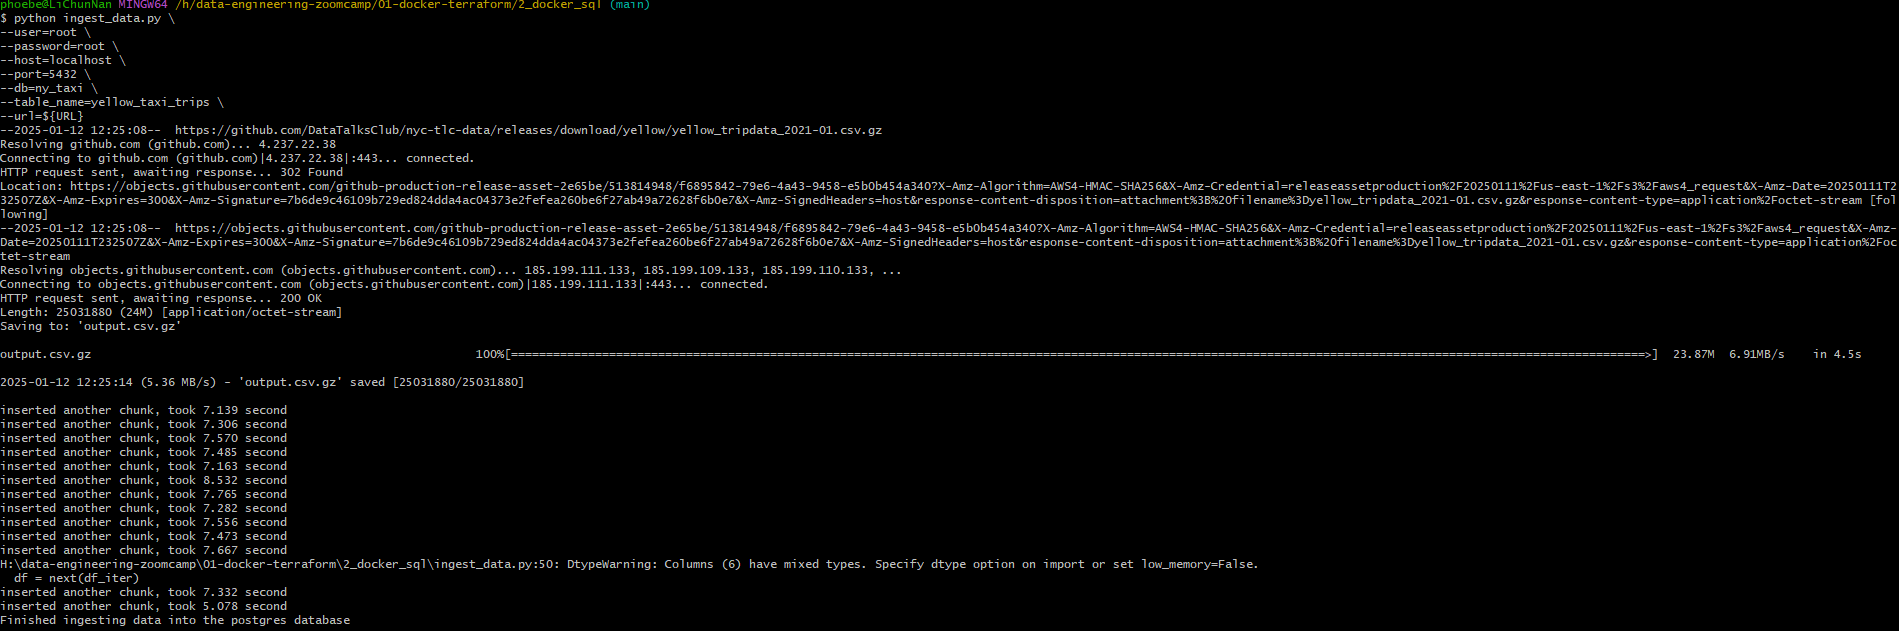 phoebe@LiChunNan MINGW64 /h/data-engineering-zoomcamp/01-docker-terraform/2_docker_sql (main)
$ python ingest_data.py \
--user=root \
--password=root \
--host=localhost \
--port=5432 \
--db=ny_taxi \
--table_name=yellow_taxi_trips \
--url=${URL}
--2025-01-12 12:25:08--  https://github.com/DataTalksClub/nyc-tlc-data/releases/download/yellow/yellow_tripdata_2021-01.csv.gz
Resolving github.com (github.com)... 4.237.22.38
Connecting to github.com (github.com)|4.237.22.38|:443... connected.
HTTP request sent, awaiting response... 302 Found
Location: https://objects.githubusercontent.com/github-production-release-asset-2e65be/513814948/f6895842-79e6-4a43-9458-e5b0b454a340?X-Amz-Algorithm=AWS4-HMAC-SHA256&X-Amz-Credential=releaseassetproduction%2F20250111%2Fus-east-1%2Fs3%2Faws4_request&X-Amz-Date=20250111T2
32507Z&X-Amz-Expires=300&X-Amz-Signature=7b6de9c46109b729ed824dda4ac04373e2fefea260be6f27ab49a72628f6b0e7&X-Amz-SignedHeaders=host&response-content-disposition=attachment%3B%20filename%3Dyellow_tripdata_2021-01.csv.gz&response-content-type=application%2Foctet-stream [fol
lowing]
--2025-01-12 12:25:08--  https://objects.githubusercontent.com/github-production-release-asset-2e65be/513814948/f6895842-79e6-4a43-9458-e5b0b454a340?X-Amz-Algorithm=AWS4-HMAC-SHA256&X-Amz-Credential=releaseassetproduction%2F20250111%2Fus-east-1%2Fs3%2Faws4_request&X-Amz-
Date=20250111T232507Z&X-Amz-Expires=300&X-Amz-Signature=7b6de9c46109b729ed824dda4ac04373e2fefea260be6f27ab49a72628f6b0e7&X-Amz-SignedHeaders=host&response-content-disposition=attachment%3B%20filename%3Dyellow_tripdata_2021-01.csv.gz&response-content-type=application%2Foc
tet-stream
Resolving objects.githubusercontent.com (objects.githubusercontent.com)... 185.199.111.133, 185.199.109.133, 185.199.110.133, ...
Connecting to objects.githubusercontent.com (objects.githubusercontent.com)|185.199.111.133|:443... connected.
HTTP request sent, awaiting response... 200 OK
Length: 25031880 (24M) [application/octet-stream]
Saving to: 'output.csv.gz'
output.csv.gz 100%[==================================================================>] 23.87M 6.91MB/s in 4.5s
2025-01-12 12:25:14 (5.36 MB/s) - 'output.csv.gz' saved [25031880/25031880]
inserted another chunk, took 7.139 second
inserted another chunk, took 7.306 second
inserted another chunk, took 7.570 second
inserted another chunk, took 7.485 second
inserted another chunk, took 7.163 second
inserted another chunk, took 8.532 second
inserted another chunk, took 7.765 second
inserted another chunk, took 7.282 second
inserted another chunk, took 7.556 second
inserted another chunk, took 7.473 second
inserted another chunk, took 7.667 second
H:\data-engineering-zoomcamp\01-docker-terraform\2_docker_sql\ingest_data.py:50: DtypeWarning: Columns (6) have mixed types. Specify dtype option on import or set low_memory=False.
  df = next(df_iter)
inserted another chunk, took 7.332 second
inserted another chunk, took 5.078 second
Finished ingesting data into the postgres database